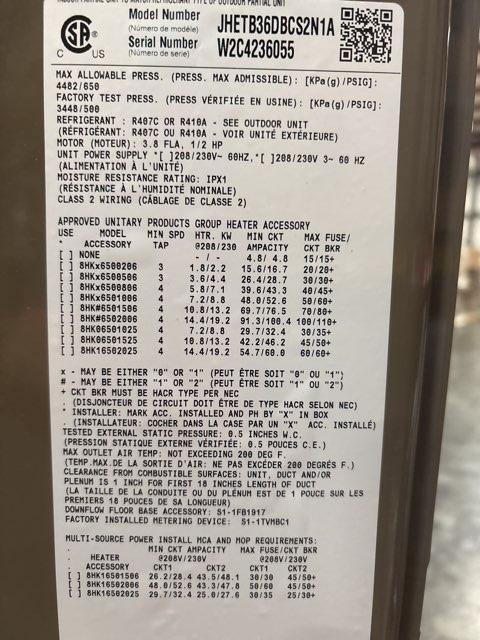 Model Number JHETB36DBCS2N1A
(Número de modelo)
Serial Number W2C4236055
(Número de serie)
CSA
C US
MAX ALLOWABLE PRESS. (PRESS. MAX ADMISSIBLE): [KPa(g)/PSIG]:
4482/650
FACTORY TEST PRESS (PRESS VÉRIFIÉE EN USINE): [KPa(g)/PSIG]:
3448/500
REFRIGERANT : R407C OR R410A - SEE OUTDOOR UNIT
(RÉFRIGÉRANT: R407C OU R410A - VOIR UNITÉ EXTÉRIEURE)
MOTOR (MOTEUR): 3.8 FLA, 1/2 HP
UNIT POWER SUPPLY *[ ]208/230V~ 60HZ,*[ ]208/230V 3~ 60 HZ
(ALIMENTATION À L'UNITÉ)
MOISTURE RESISTANCE RATING: IPX1
(RÉSISTANCE À L'HUMIDITÉ NOMINALE)
CLASS 2 WIRING (CÂBLAGE DE CLASSE 2)
APPROVED UNITARY PRODUCTS GROUP HEATER ACCESSORY
USE MODEL MIN SPD HTR. KW MIN CKT MAX FUSE/
* ACCESSORY TAP @208/230 AMPACITY CKT BKR
[ ] NONE - / - 4.8/ 4.8 15/15+
[ ] 8HKx6500206 3 1.8/2.2 15.6/16.7 20/20+
[ ] 8HKx6500506 3 3.6/4.4 26.4/28.7 30/30+
[ ] 8HKx6500806 4 5.8/7.1 39.6/43.3 40/45+
[ ] 8HKx6501006 4 7.2/8.8 48.0/52.6 50/60+
[ ] 8HK#6501506 4 10.8/13.2 69.7/76.5 70/80+
[ ] 8HK#6502006 4 14.4/19.2 91.3/100.4 100/110+
[ ] 8HK06501025 4 7.2/8.8 29.7/32.4 30/35+
[ ] 8HK06501525 4 10.8/13.2 42.2/46.2 45/50+
[ ] 8HK16502025 4 14.4/19.2 54.7/60.0 60/60+
x - MAY BE EITHER "0" OR "1" (PEUT ÊTRE SOIT "0" OU "1")
# - MAY BE EITHER "1" OR "2" (PEUT ÊTRE SOIT "1" OU "2")
+ CKT BKR MUST BE HACR TYPE PER NEC
. (DISJONCTEUR DE CIRCUIT DOIT ÊTRE DE TYPE HACR SELON NEC)
* INSTALLER: MARK ACC. INSTALLED AND PH BY "X" IN BOX
. (INSTALLATEUR: COCHER DANS LA CASE PAR UN "X" ACC. INSTALLÉ)
TESTED EXTERNAL STATIC PRESSURE: 0.5 INCHES W.C.
(PRESSION STATIQUE EXTERNE VÉRIFIÉE: 0.5 POUCES C.E.)
MAX OUTLET AIR TEMP: NOT EXCEEDING 200 DEG F.
(TEMP.MAX.DE LA SORTIE D'AIR: NE PAS EXCÉDER 200 DEGRÉS F.)
CLEARANCE FROM COMBUSTIBLE SURFACES: UNIT, DUCT AND/OR
PLENUM IS 1 INCH FOR FIRST 18 INCHES LENGTH OF DUCT
(LA TAILLE DE LA CONDUITE OU DU PLÉNUM EST DE 1 POUCE SUR LES
PREMIERS 18 POUCES DE SA LONGUEUR)
DOWNFLOW FLOOR BASE ACCESSORY: S1-1FB1917
FACTORY INSTALLED METERING DEVICE: S1-1TVMBC1
MULTI-SOURCE POWER INSTALL MCA AND MOP REQUIREMENTS:
. MIN CKT AMPACITY MAX FUSE/CKT BKR
. HEATER @208V/230V @208V/230V
. ACCESSORY CKT1 CKT2 CKT1 CKT2
[ ] 8HK16501506 26.2/28.4 43.5/48.1 30/30 45/50+
[ ] 8HK16502006 48.0/52.6 43.3/47.8 50/60 45/50+
[ ] 8HK16502025 29.7/32.4 25.0/27.6 30/35 25/30+